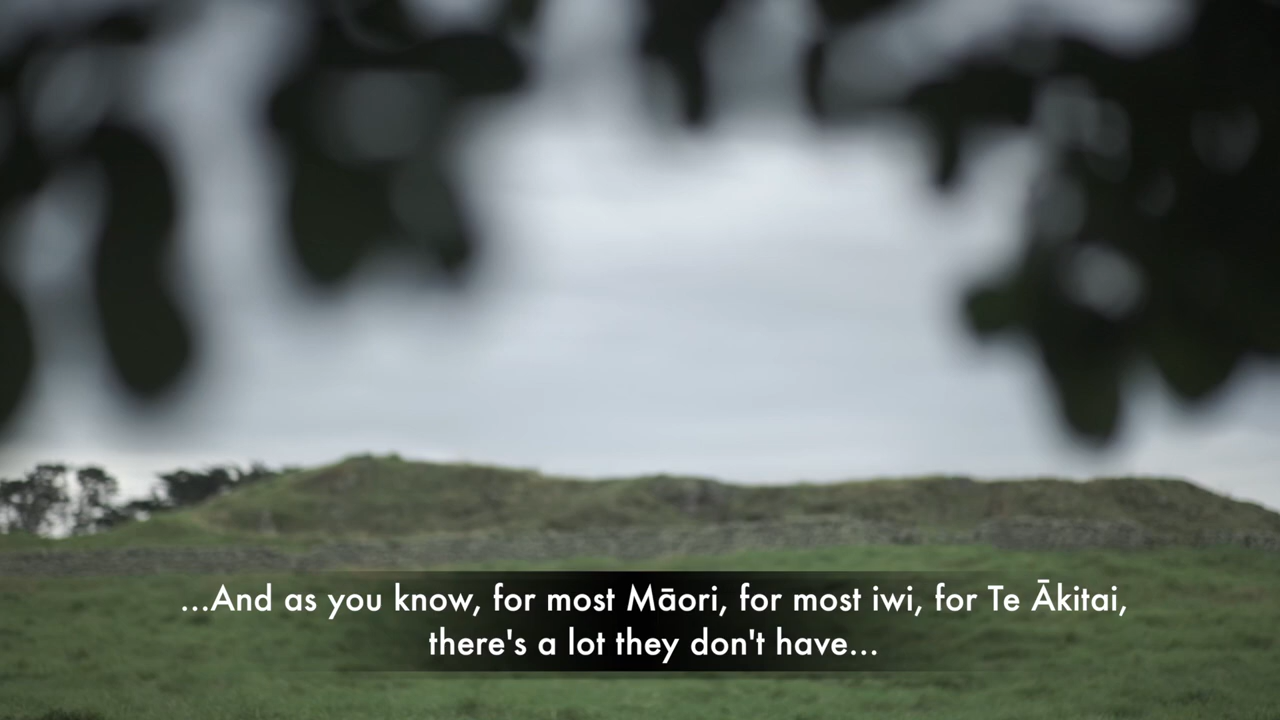 ...And as you know, for most Māori, for most iwi, for Te Ākitai,
there's a lot they don't have...